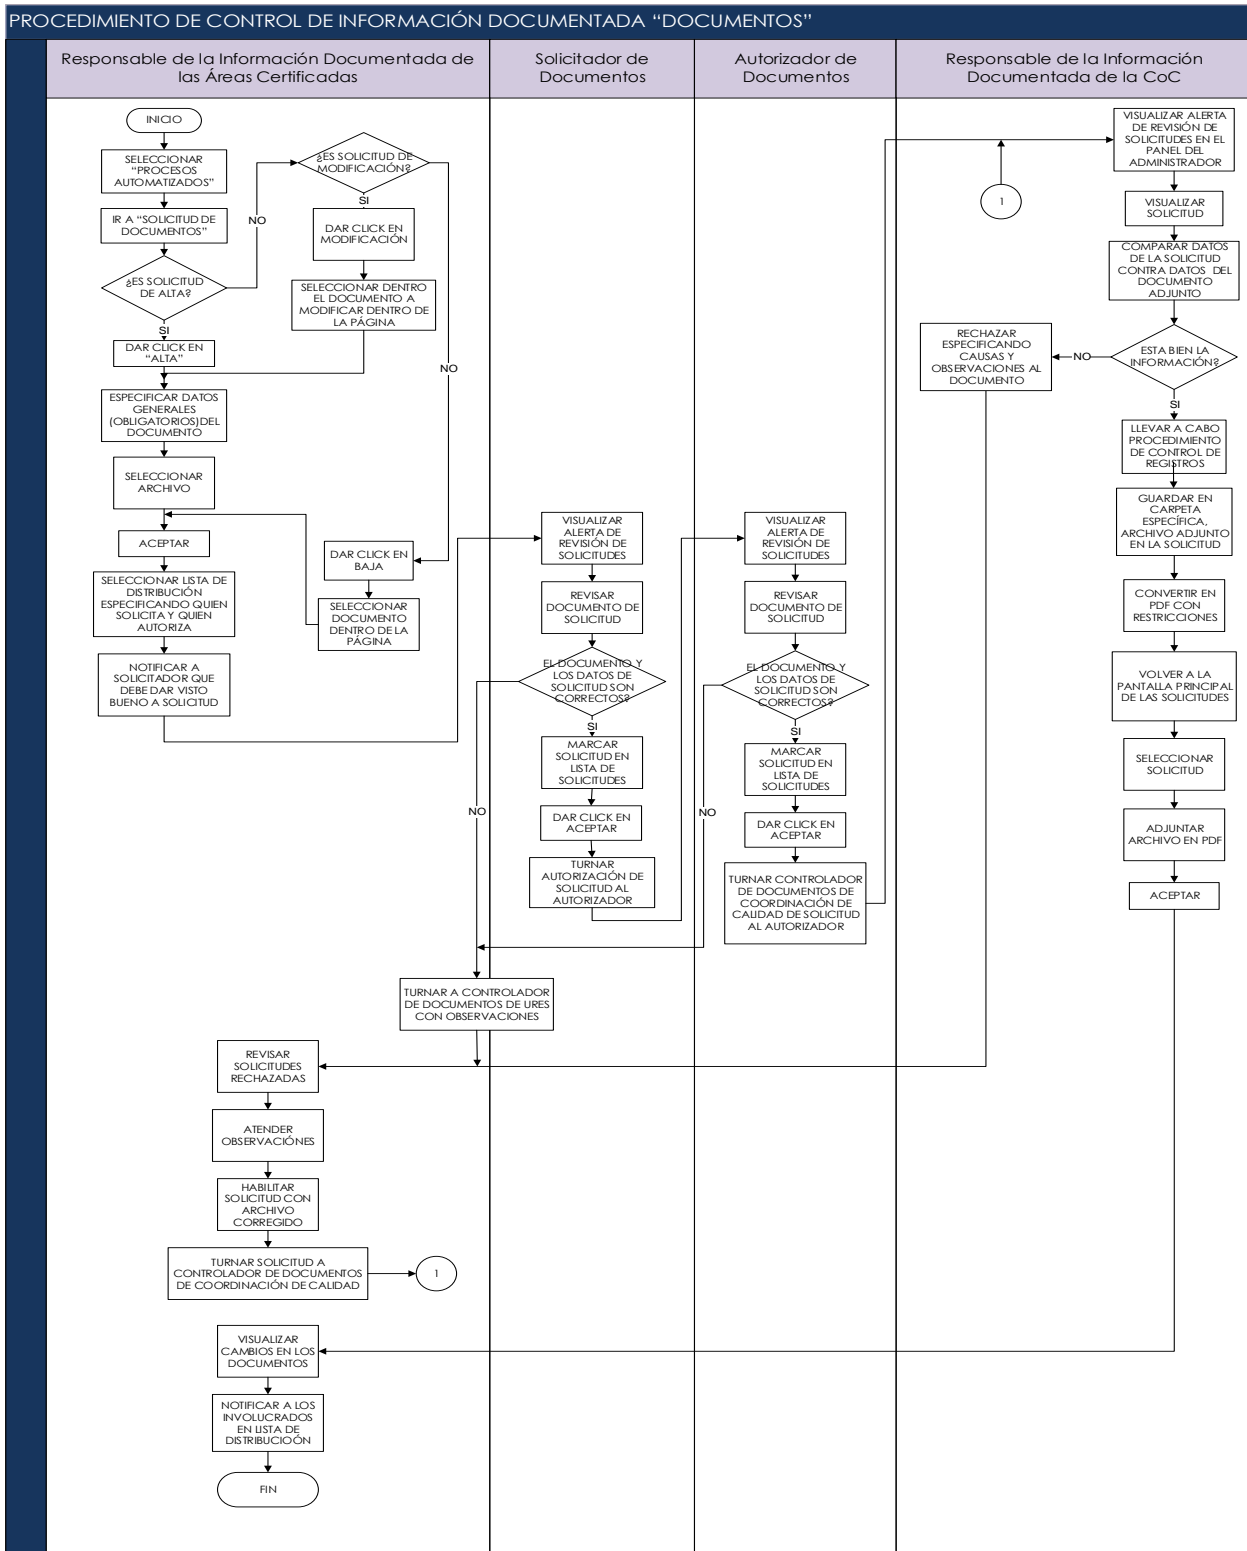 PROCEDIMIENTO DE CONTROL DE INFORMACIÓN DOCUMENTADA “DOCUMENTOS”
Responsable de la Información Documentada de
las Áreas Certificadas
Solicitador de
Documentos
Autorizador de
Documentos
Responsable de la Información
Documentada de la CoC
INICIO
SELECCIONAR
“PROCESOS
AUTOMATIZADOS”
IR A “SOLICITUD DE
DOCUMENTOS”
¿ES SOLICITUD
DE ALTA?
NO
SI
DAR CLICK EN
“ALTA”
¿ES SOLICITUD DE
MODIFICACIÓN?
SI
NO
DAR CLICK EN
MODIFICACIÓN
SELECCIONAR DENTRO
EL DOCUMENTO A
MODIFICAR DENTRO DE
LA PÁGINA
ESPECIFICAR DATOS
GENERALES
(OBLIGATORIOS)DEL
DOCUMENTO
SELECCIONAR
ARCHIVO
ACEPTAR
DAR CLICK EN
BAJA
SELECCIONAR
DOCUMENTO
DENTRO DE LA
PÁGINA
SELECCIONAR LISTA DE
DISTRIBUCIÓN
ESPECIFICANDO QUIEN
SOLICITA Y QUIEN
AUTORIZA
NOTIFICAR A
SOLICITADOR QUE
DEBE DAR VISTO
BUENO A SOLICITUD
VISUALIZAR
ALERTA DE
REVISIÓN DE
SOLICITUDES
REVISAR
DOCUMENTO DE
SOLICITUD
EL DOCUMENTO Y
LOS DATOS DE
SOLICITUD SON
CORRECTOS?
SI
NO
MARCAR
SOLICITUD EN
LISTA DE
SOLICITUDES
DAR CLICK EN
ACEPTAR
TURNAR
AUTORIZACIÓN DE
SOLICITUD AL
AUTORIZADOR
VISUALIZAR
ALERTA DE
REVISIÓN DE
SOLICITUDES
REVISAR
DOCUMENTO DE
SOLICITUD
EL DOCUMENTO Y
LOS DATOS DE
SOLICITUD SON
CORRECTOS?
SI
NO
MARCAR
SOLICITUD EN
LISTA DE
SOLICITUDES
DAR CLICK EN
ACEPTAR
TURNAR CONTROLADOR
DE DOCUMENTOS DE
COORDINACIÓN DE
CALIDAD DE SOLICITUD
AL AUTORIZADOR
VISUALIZAR ALERTA
DE REVISIÓN DE
SOLICITUDES EN EL
PANEL DEL
ADMINISTRADOR
1
VISUALIZAR
SOLICITUD
COMPARAR DATOS
DE LA SOLICITUD
CONTRA DATOS DEL
DOCUMENTO
ADJUNTO
ESTA BIEN LA
INFORMACIÓN?
NO
SI
RECHAZAR
ESPECIFICANDO
CAUSAS Y
OBSERVACIONES AL
DOCUMENTO
LLEVAR A CABO
PROCEDIMIENTO
DE CONTROL DE
REGISTROS
GUARDAR EN
CARPETA
ESPECÍFICA,
ARCHIVO ADJUNTO
EN LA SOLICITUD
CONVERTIR EN
PDF CON
RESTRICCIONES
VOLVER A LA
PANTALLA PRINCIPAL
DE LAS SOLICITUDES
SELECCIONAR
SOLICITUD
ADJUNTAR
ARCHIVO EN PDF
ACEPTAR
TURNAR A CONTROLADOR
DE DOCUMENTOS DE URES
CON OBSERVACIONES
REVISAR
SOLICITUDES
RECHAZADAS
ATENDER
OBSERVACIÓNES
HABILITAR
SOLICITUD CON
ARCHIVO
CORREGIDO
TURNAR SOLICITUD A
CONTROLADOR DE DOCUMENTOS
DE COORDINACIÓN DE CALIDAD
1
VISUALIZAR
CAMBIOS EN LOS
DOCUMENTOS
NOTIFICAR A LOS
INVOLUCRADOS
EN LISTA DE
DISTRIBUCIOÓN
FIN